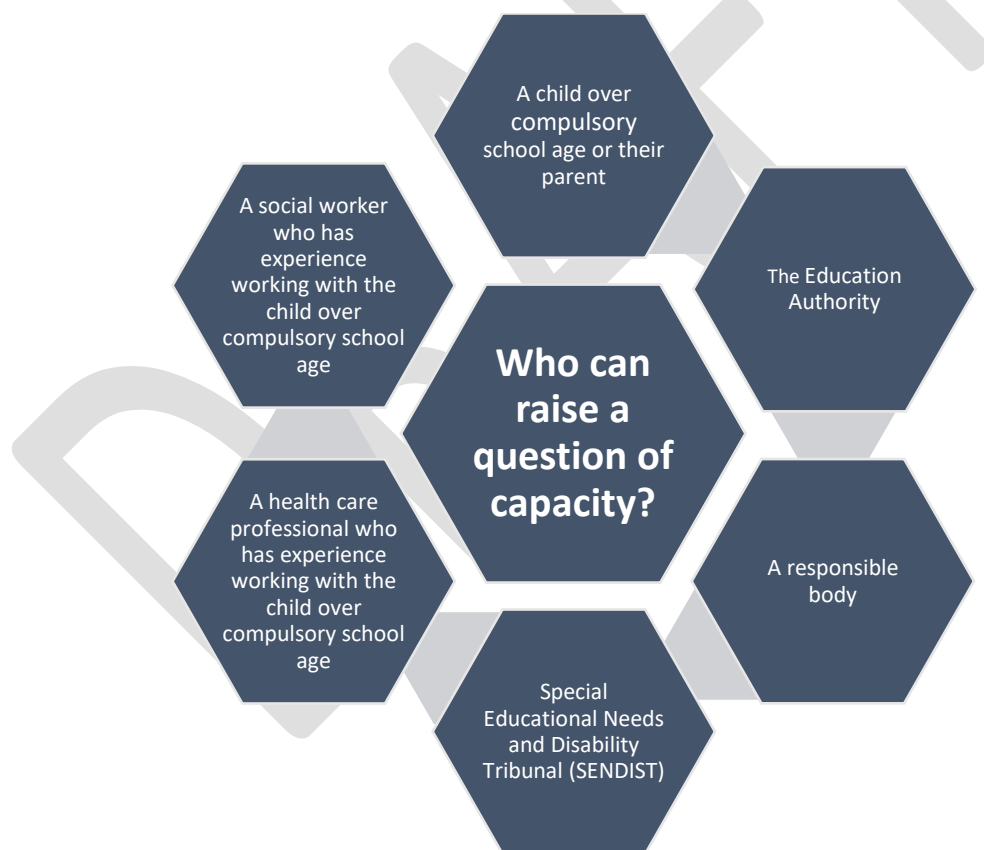 A child over
compulsory
school age or their
parent
A social worker
who has
experience
working with the
child over
compulsory school
age
The Education
Authority
Who can
raise a
question of
capacity?
A health care
professional who
has experience
working with the
child over
compulsory school
age
A responsible
body
Special
Educational Needs
and Disability
Tribunal (SENDIST)